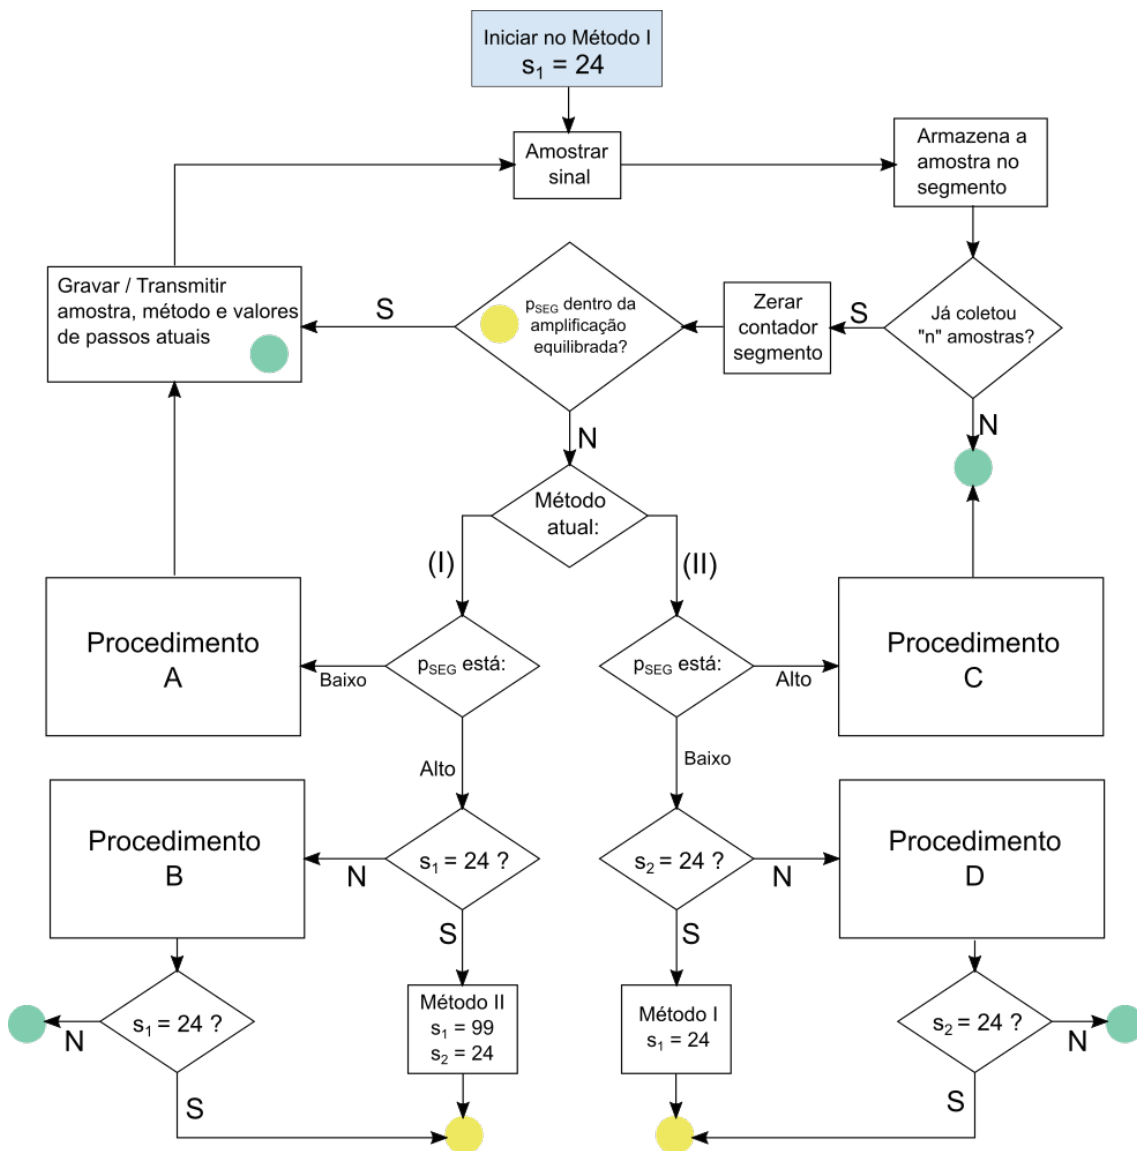 Iniciar no Método I
s₁ = 24
Amostrar
sinal
Armazena a
amostra no
segmento
Gravar / Transmitir
amostra, método e valores
de passos atuais
S
pSEG dentro da
amplificação
equilibrada?
Zerar
contador
segmento
S
Já coletou
"n" amostras?
N
N
Método
atual:
(I)
(II)
Procedimento
A
Baixo
pSEG está:
pSEG está:
Alto
Procedimento
C
Alto
Baixo
Procedimento
B
N
s₁ = 24 ?
s₂ = 24 ?
N
Procedimento
D
S
S
s₁ = 24 ?
N
S
Método II
s₁ = 99
s₂ = 24
Método I
s₁ = 24
s₂ = 24 ?
N
S